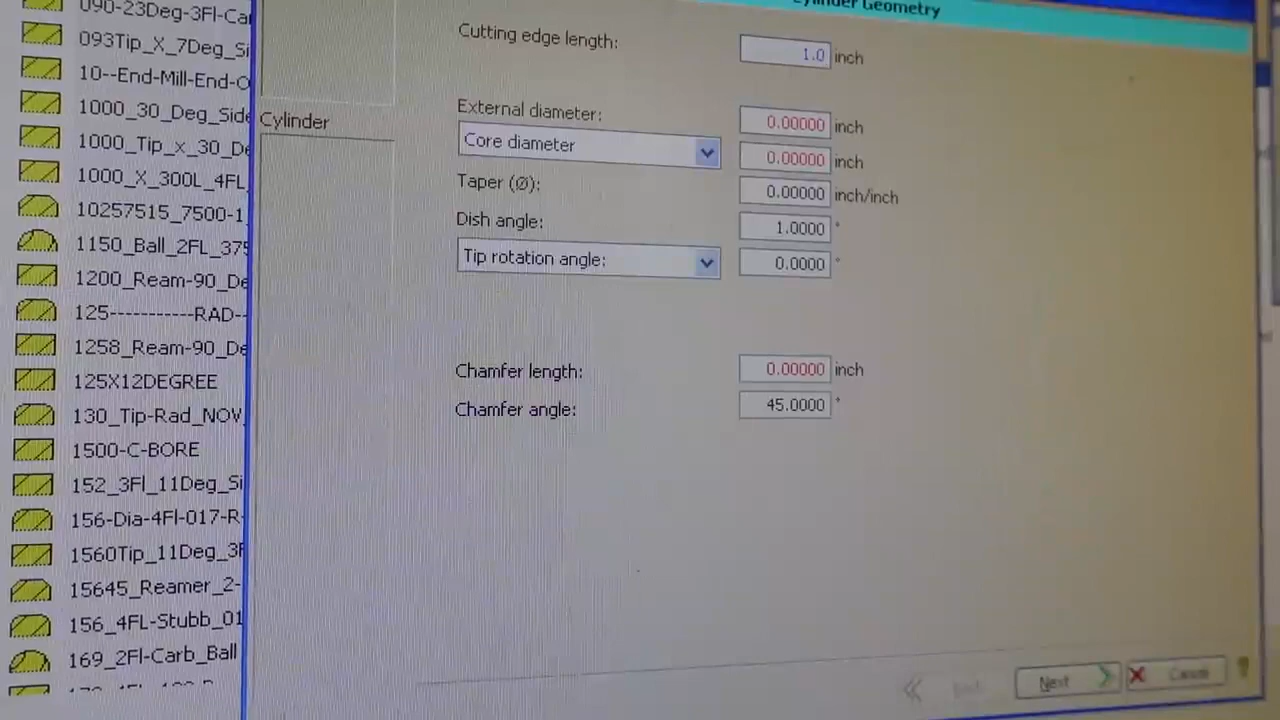 090-23Deg-3Fl-Car
093Tip_X_7Deg_Si
10--End-Mill-End-O
1000_30_Deg_Side
1000_Tip_x_30_De
1000_X_300L_4FL_
10257515_7500-1_
1150_Ball_2FL_375
1200_Ream-90_De
125-----------RAD--
1258_Ream-90_De
125X12DEGREE
130_Tip-Rad_NOV_
1500-C-BORE
152_3Fl_11Deg_Si
156-Dia-4Fl-017-R-
1560Tip_11Deg_3F
15645_Reamer_2-
156_4FL-Stubb_01
169_2Fl-Carb_Ball
Cylinder
Cylinder Geometry
Cutting edge length: 1.0 inch
External diameter: 0.00000 inch
Core diameter 0.00000 inch
Taper (Ø): 0.00000 inch/inch
Dish angle: 1.0000 °
Tip rotation angle: 0.0000 °
Chamfer length: 0.00000 inch
Chamfer angle: 45.0000 °
Next Cancel